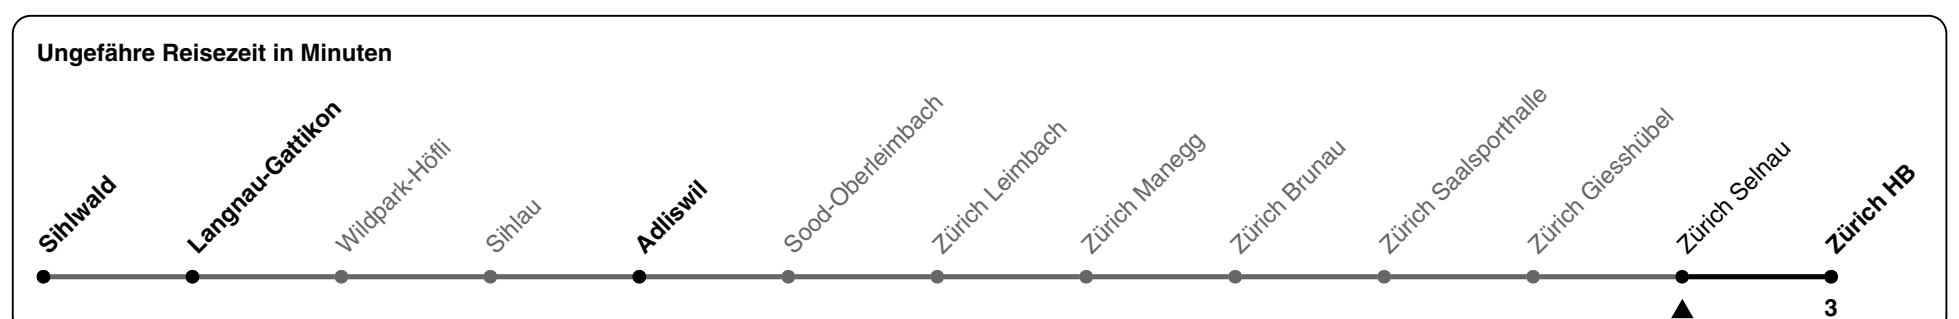 Ungefähre Reisezeit in Minuten
Sihlwald
Langnau-Gattikon
Wildpark-Höfli
Sihlau
Adliswil
Sood-Oberleimbach
Zürich Leimbach
Zürich Manegg
Zürich Brunau
Zürich Saalsporthalle
Zürich Giesshübel
Zürich Selnau
Zürich HB
3